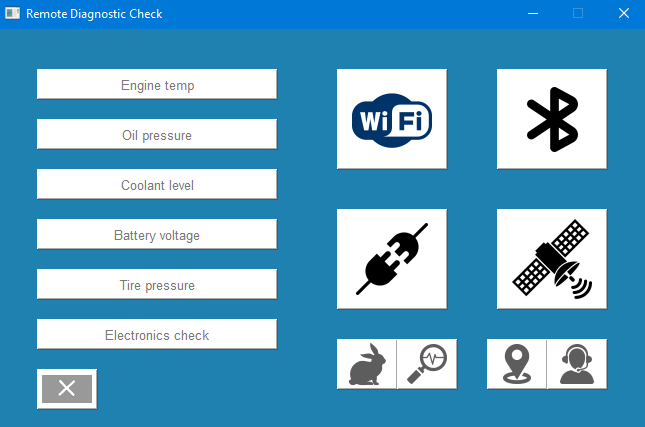 Remote Diagnostic Check
Engine temp
Oil pressure
Coolant level
Battery voltage
Tire pressure
Electronics check
Wi Fi